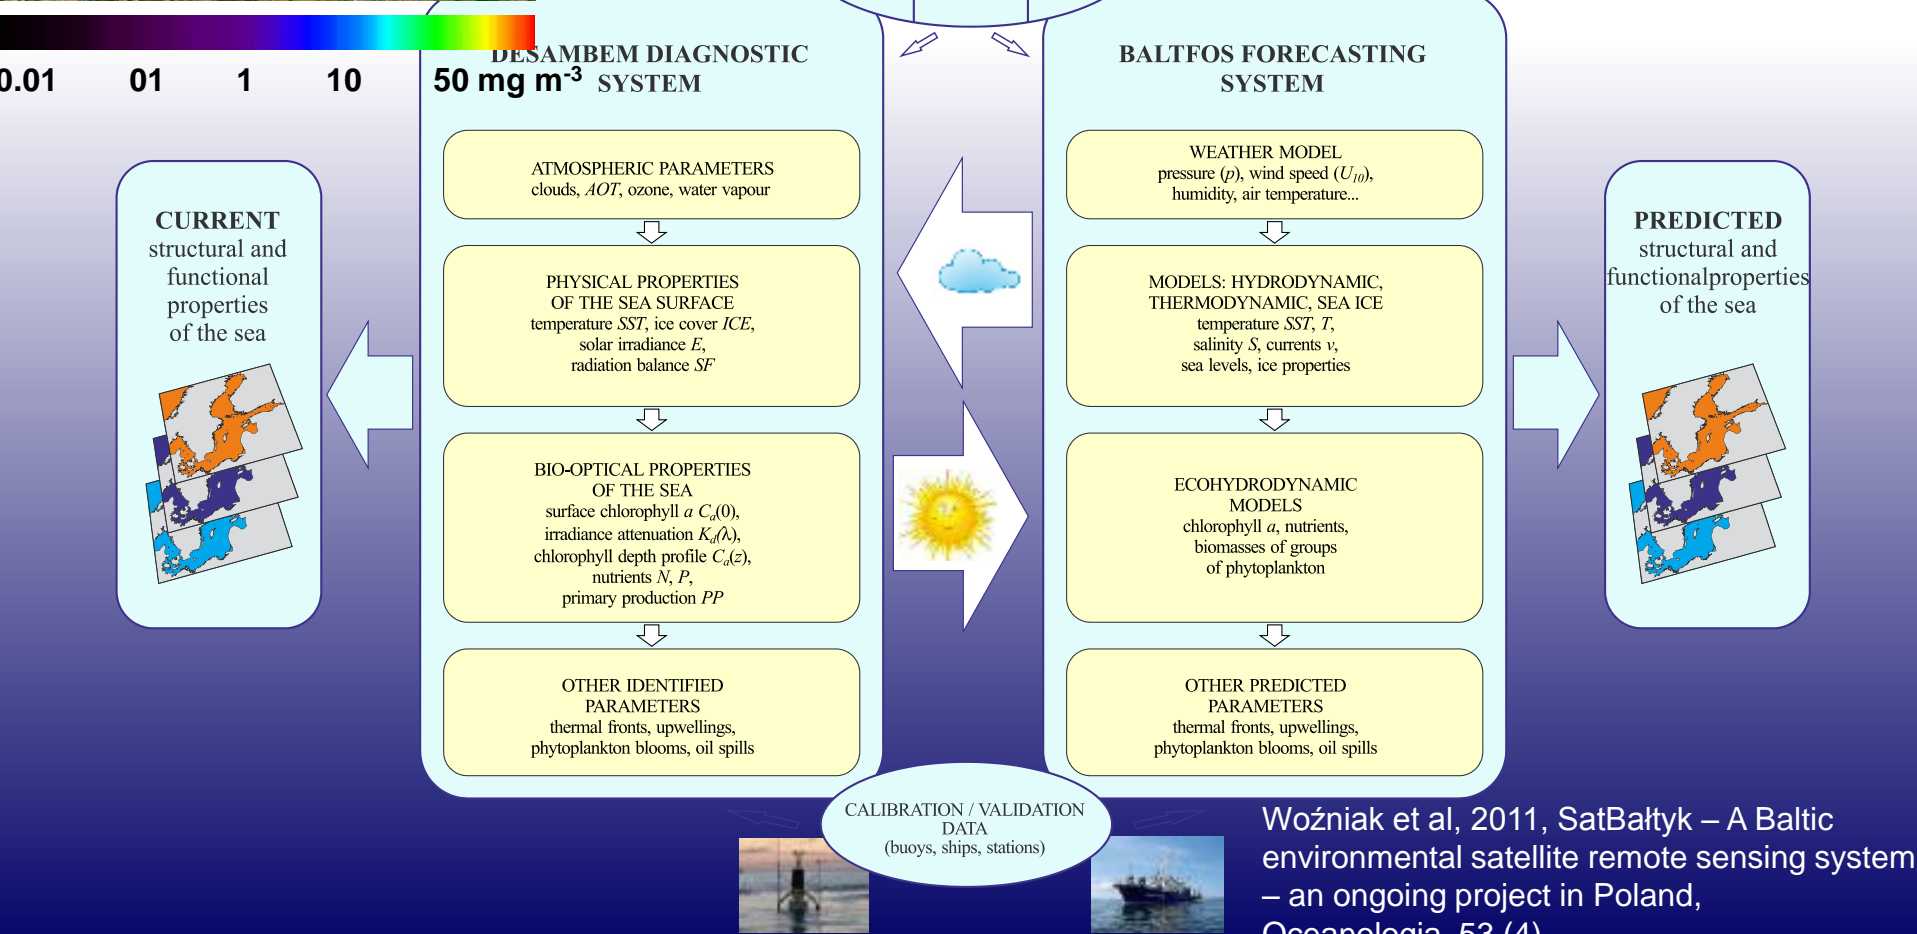 0.01 01 1 10 50 mg m⁻³
DESAMBEM DIAGNOSTIC
SYSTEM
ATMOSPHERIC PARAMETERS
clouds, AOT, ozone, water vapour
PHYSICAL PROPERTIES
OF THE SEA SURFACE
temperature SST, ice cover ICE,
solar irradiance E,
radiation balance SF
BIO-OPTICAL PROPERTIES
OF THE SEA
surface chlorophyll a Cₐ(0),
irradiance attenuation K_d(λ),
chlorophyll depth profile Cₐ(z),
nutrients N, P,
primary production PP
OTHER IDENTIFIED
PARAMETERS
thermal fronts, upwellings,
phytoplankton blooms, oil spills
CURRENT
structural and
functional
properties
of the sea
BALTFOS FORECASTING
SYSTEM
WEATHER MODEL
pressure (p), wind speed (U₁₀),
humidity, air temperature...
MODELS: HYDRODYNAMIC,
THERMODYNAMIC, SEA ICE
temperature SST, T,
salinity S, currents v,
sea levels, ice properties
ECOHYDRODYNAMIC
MODELS
chlorophyll a, nutrients,
biomasses of groups
of phytoplankton
OTHER PREDICTED
PARAMETERS
thermal fronts, upwellings,
phytoplankton blooms, oil spills
PREDICTED
structural and
functionalproperties
of the sea
CALIBRATION / VALIDATION
DATA
(buoys, ships, stations)
Woźniak et al, 2011, SatBałtyk – A Baltic
environmental satellite remote sensing system
– an ongoing project in Poland,
Oceanologia, 53 (4)